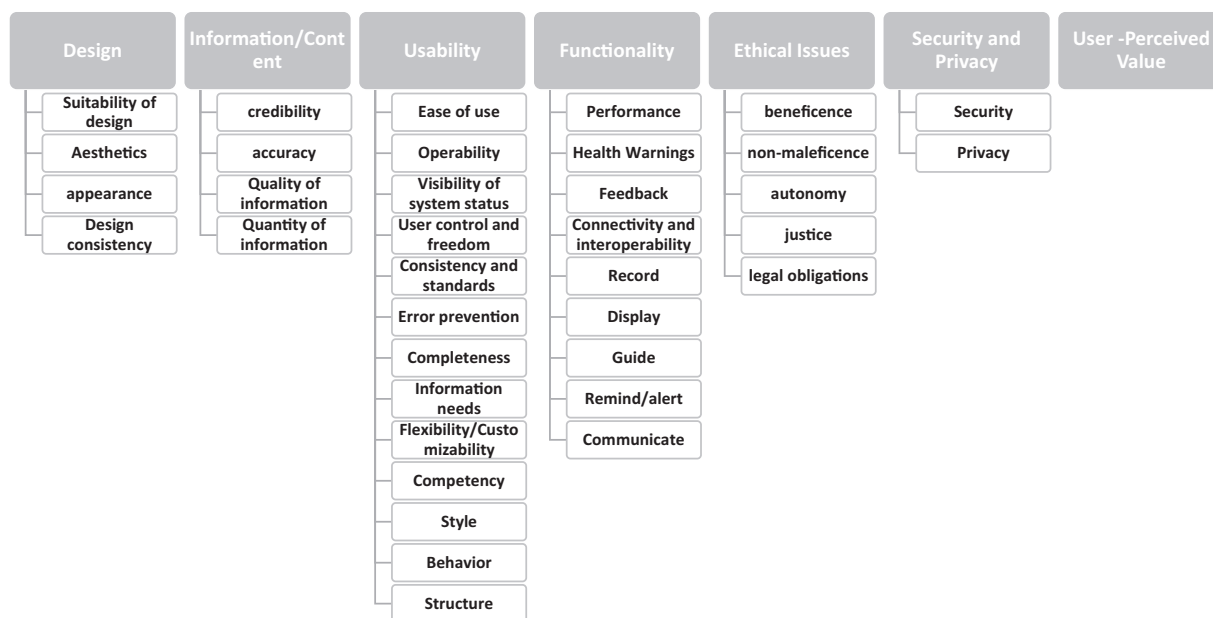 Design
Information/Cont
ent
Usability
Functionality
Ethical Issues
Security and
Privacy
User -Perceived
Value
Suitability of
design
Aesthetics
appearance
Design
consistency
credibility
accuracy
Quality of
information
Quantity of
information
Ease of use
Operability
Visibility of
system status
User control and
freedom
Consistency and
standards
Error prevention
Completeness
Information
needs
Flexibility/Custo
mizability
Competency
Style
Behavior
Structure
Performance
Health Warnings
Feedback
Connectivity and
interoperability
Record
Display
Guide
Remind/alert
Communicate
beneficence
non-maleficence
autonomy
justice
legal obligations
Security
Privacy